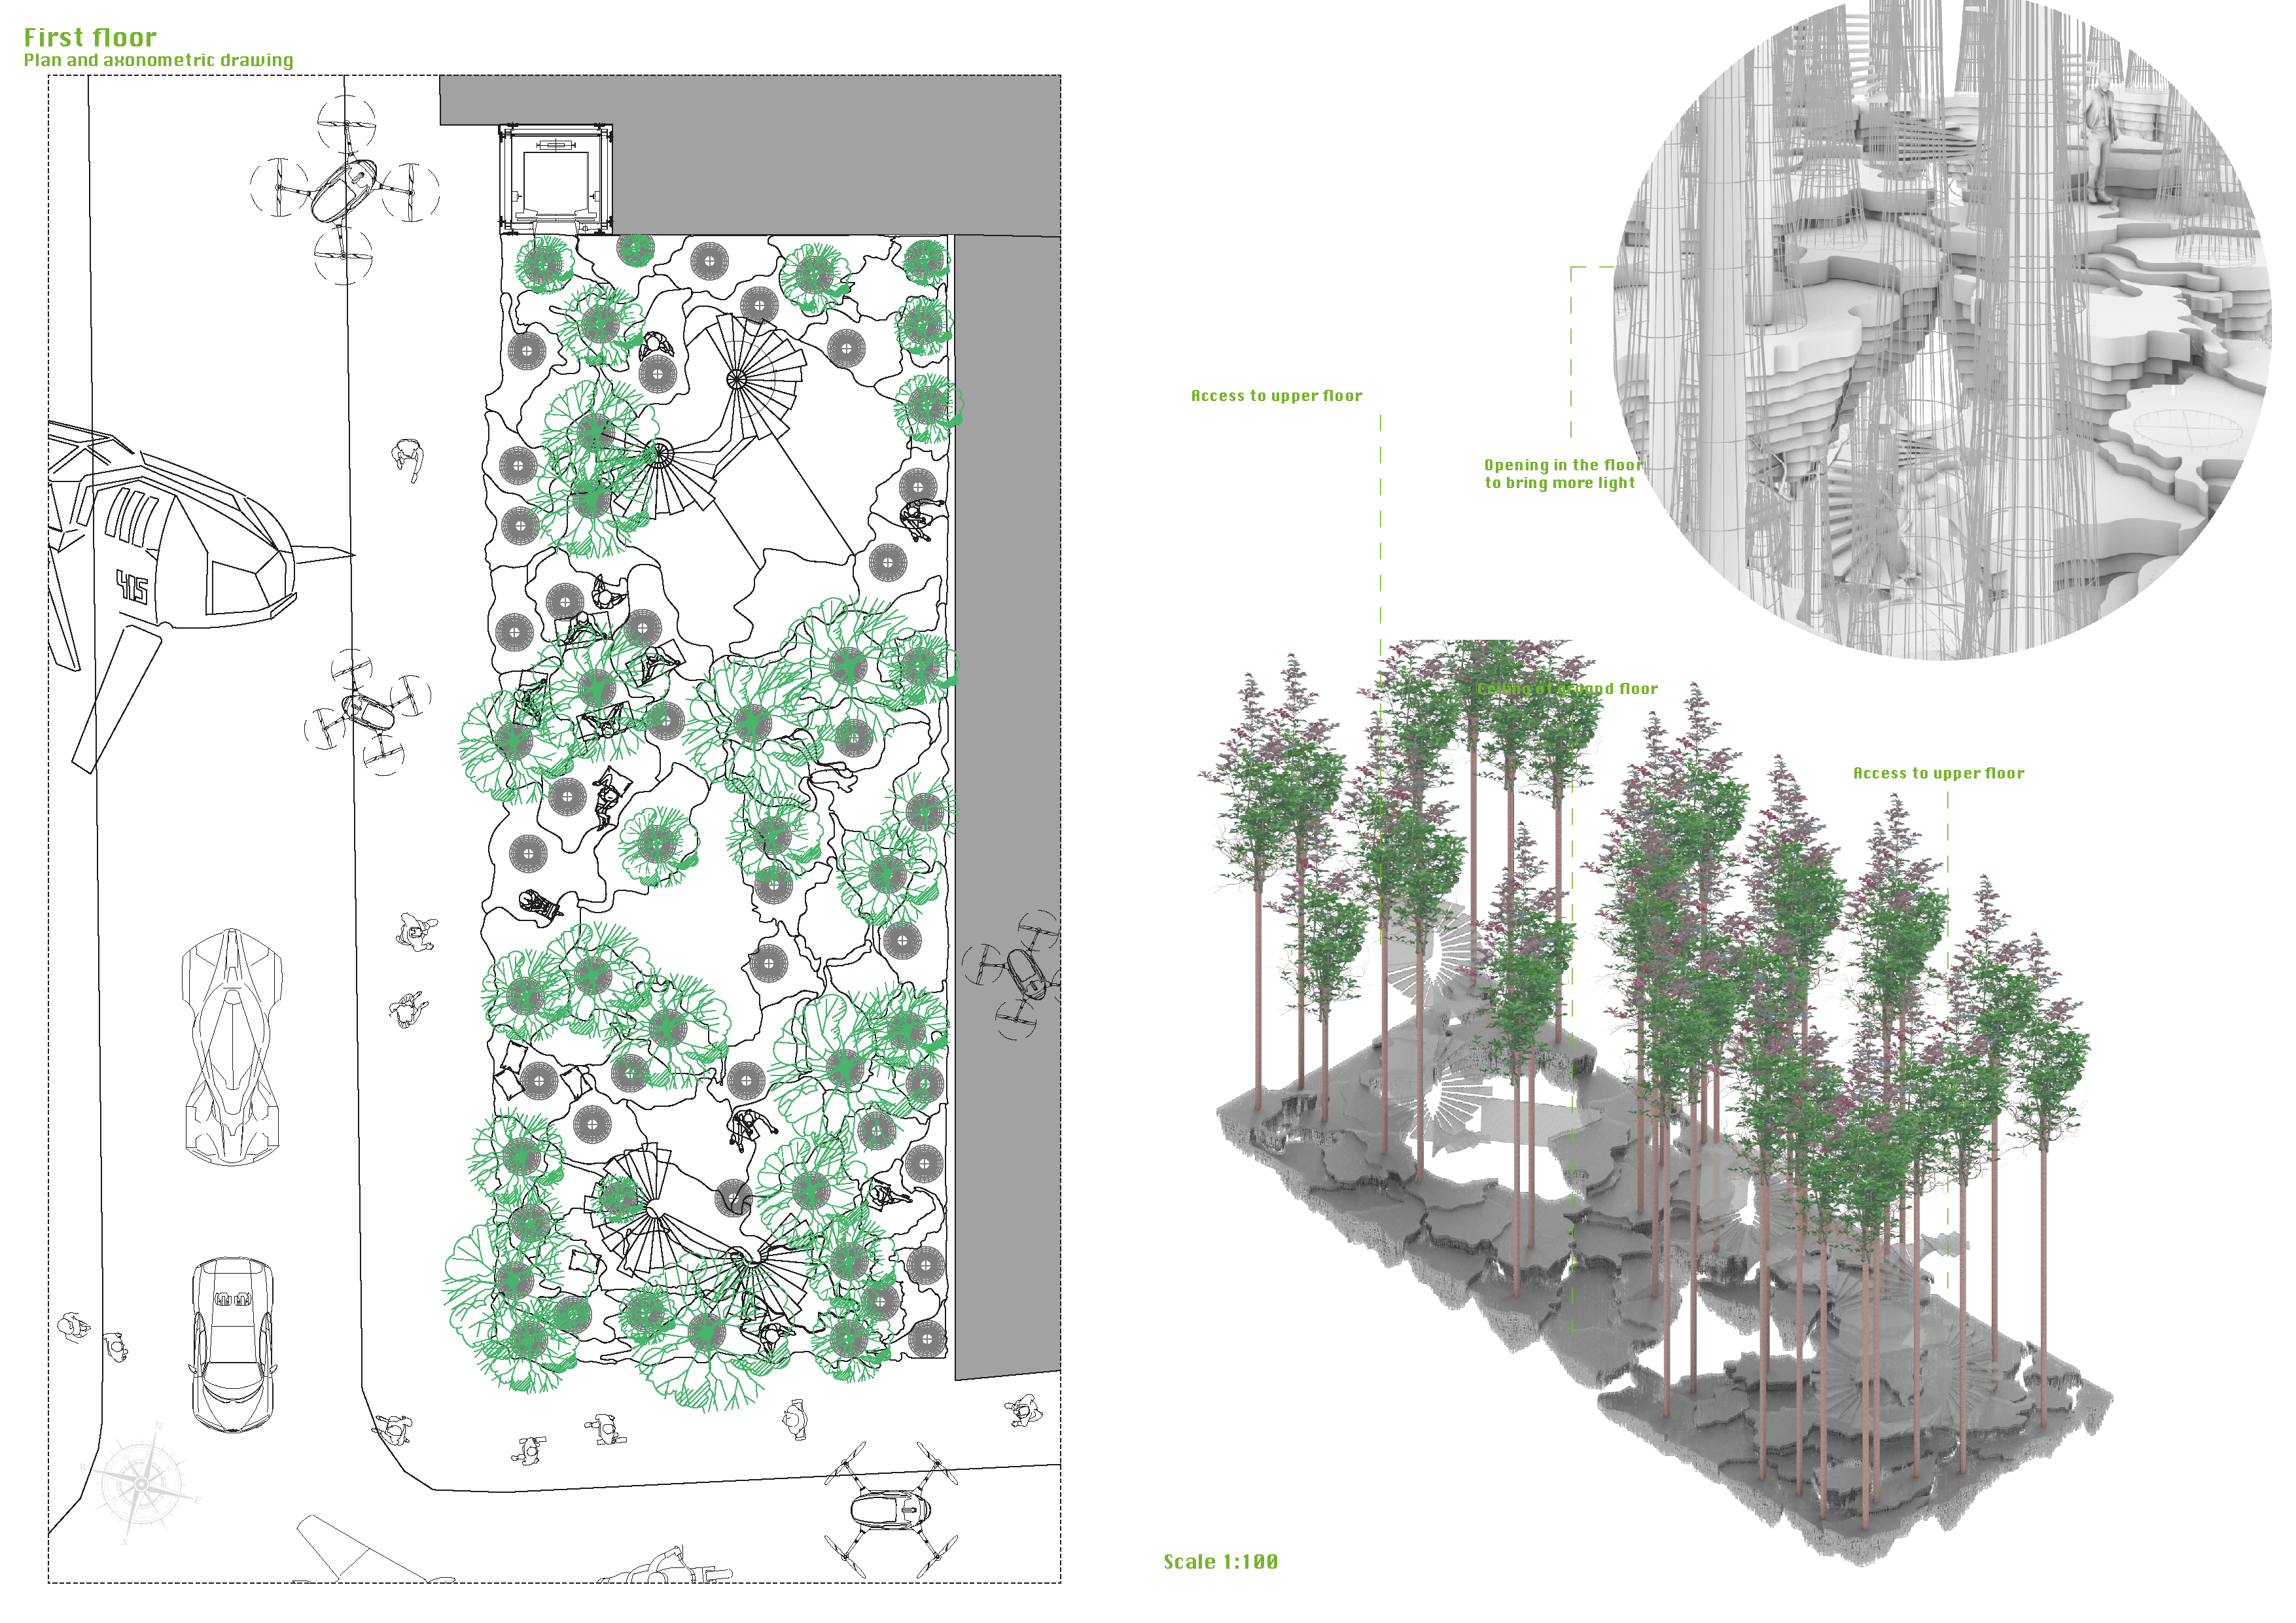 First floor
Plan and axonometric drawing
Access to upper floor
Opening in the floor
to bring more light
Ceiling of ground floor
Access to upper floor
415
N
W
E
S
Scale 1:100